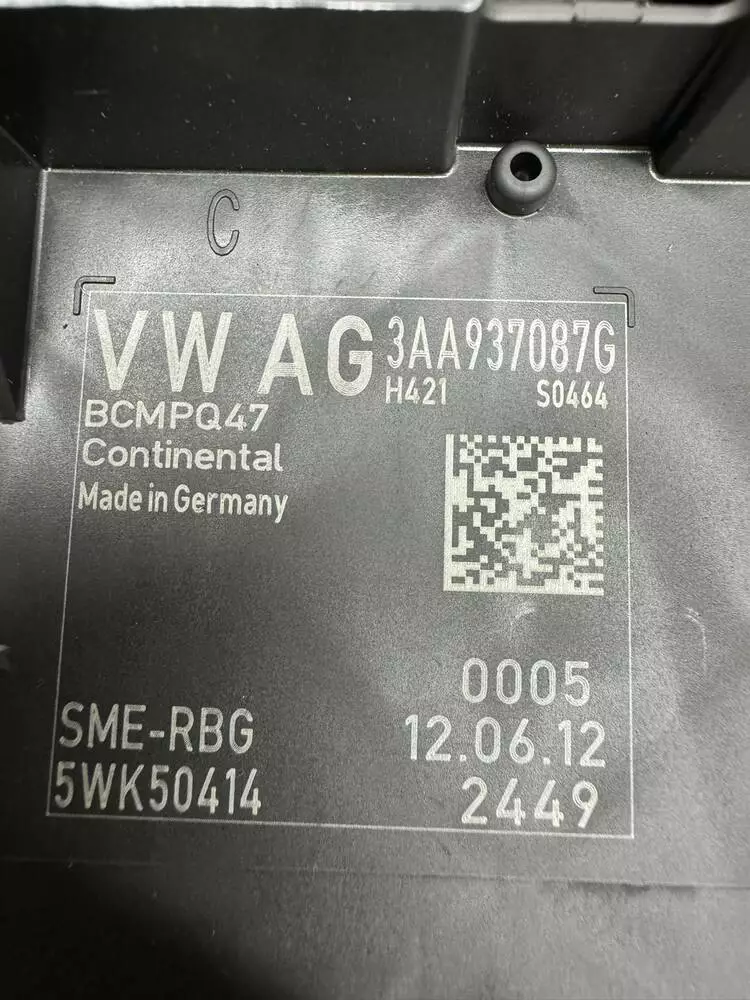 C
VW AG 3AA937087G
H421 S0464
BCMPQ47
Continental
Made in Germany
0005
SME-RBG 12.06.12
5WK50414 2449